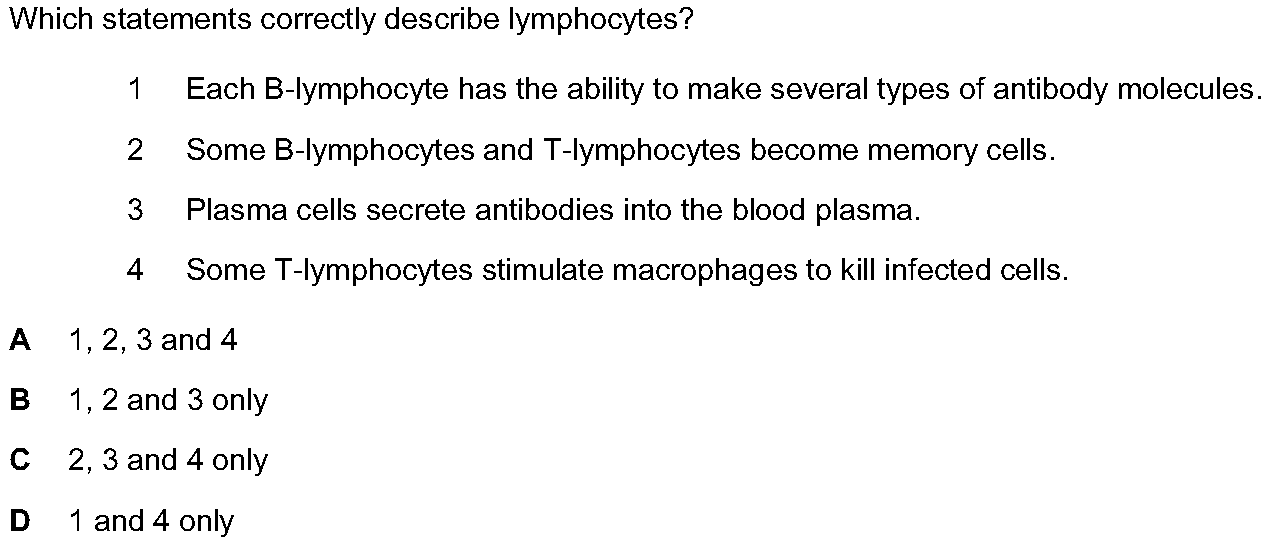 Which statements correctly describe lymphocytes?
1 Each B-lymphocyte has the ability to make several types of antibody molecules.
2 Some B-lymphocytes and T-lymphocytes become memory cells.
3 Plasma cells secrete antibodies into the blood plasma.
4 Some T-lymphocytes stimulate macrophages to kill infected cells.
A 1, 2, 3 and 4
B 1, 2 and 3 only
C 2, 3 and 4 only
D 1 and 4 only